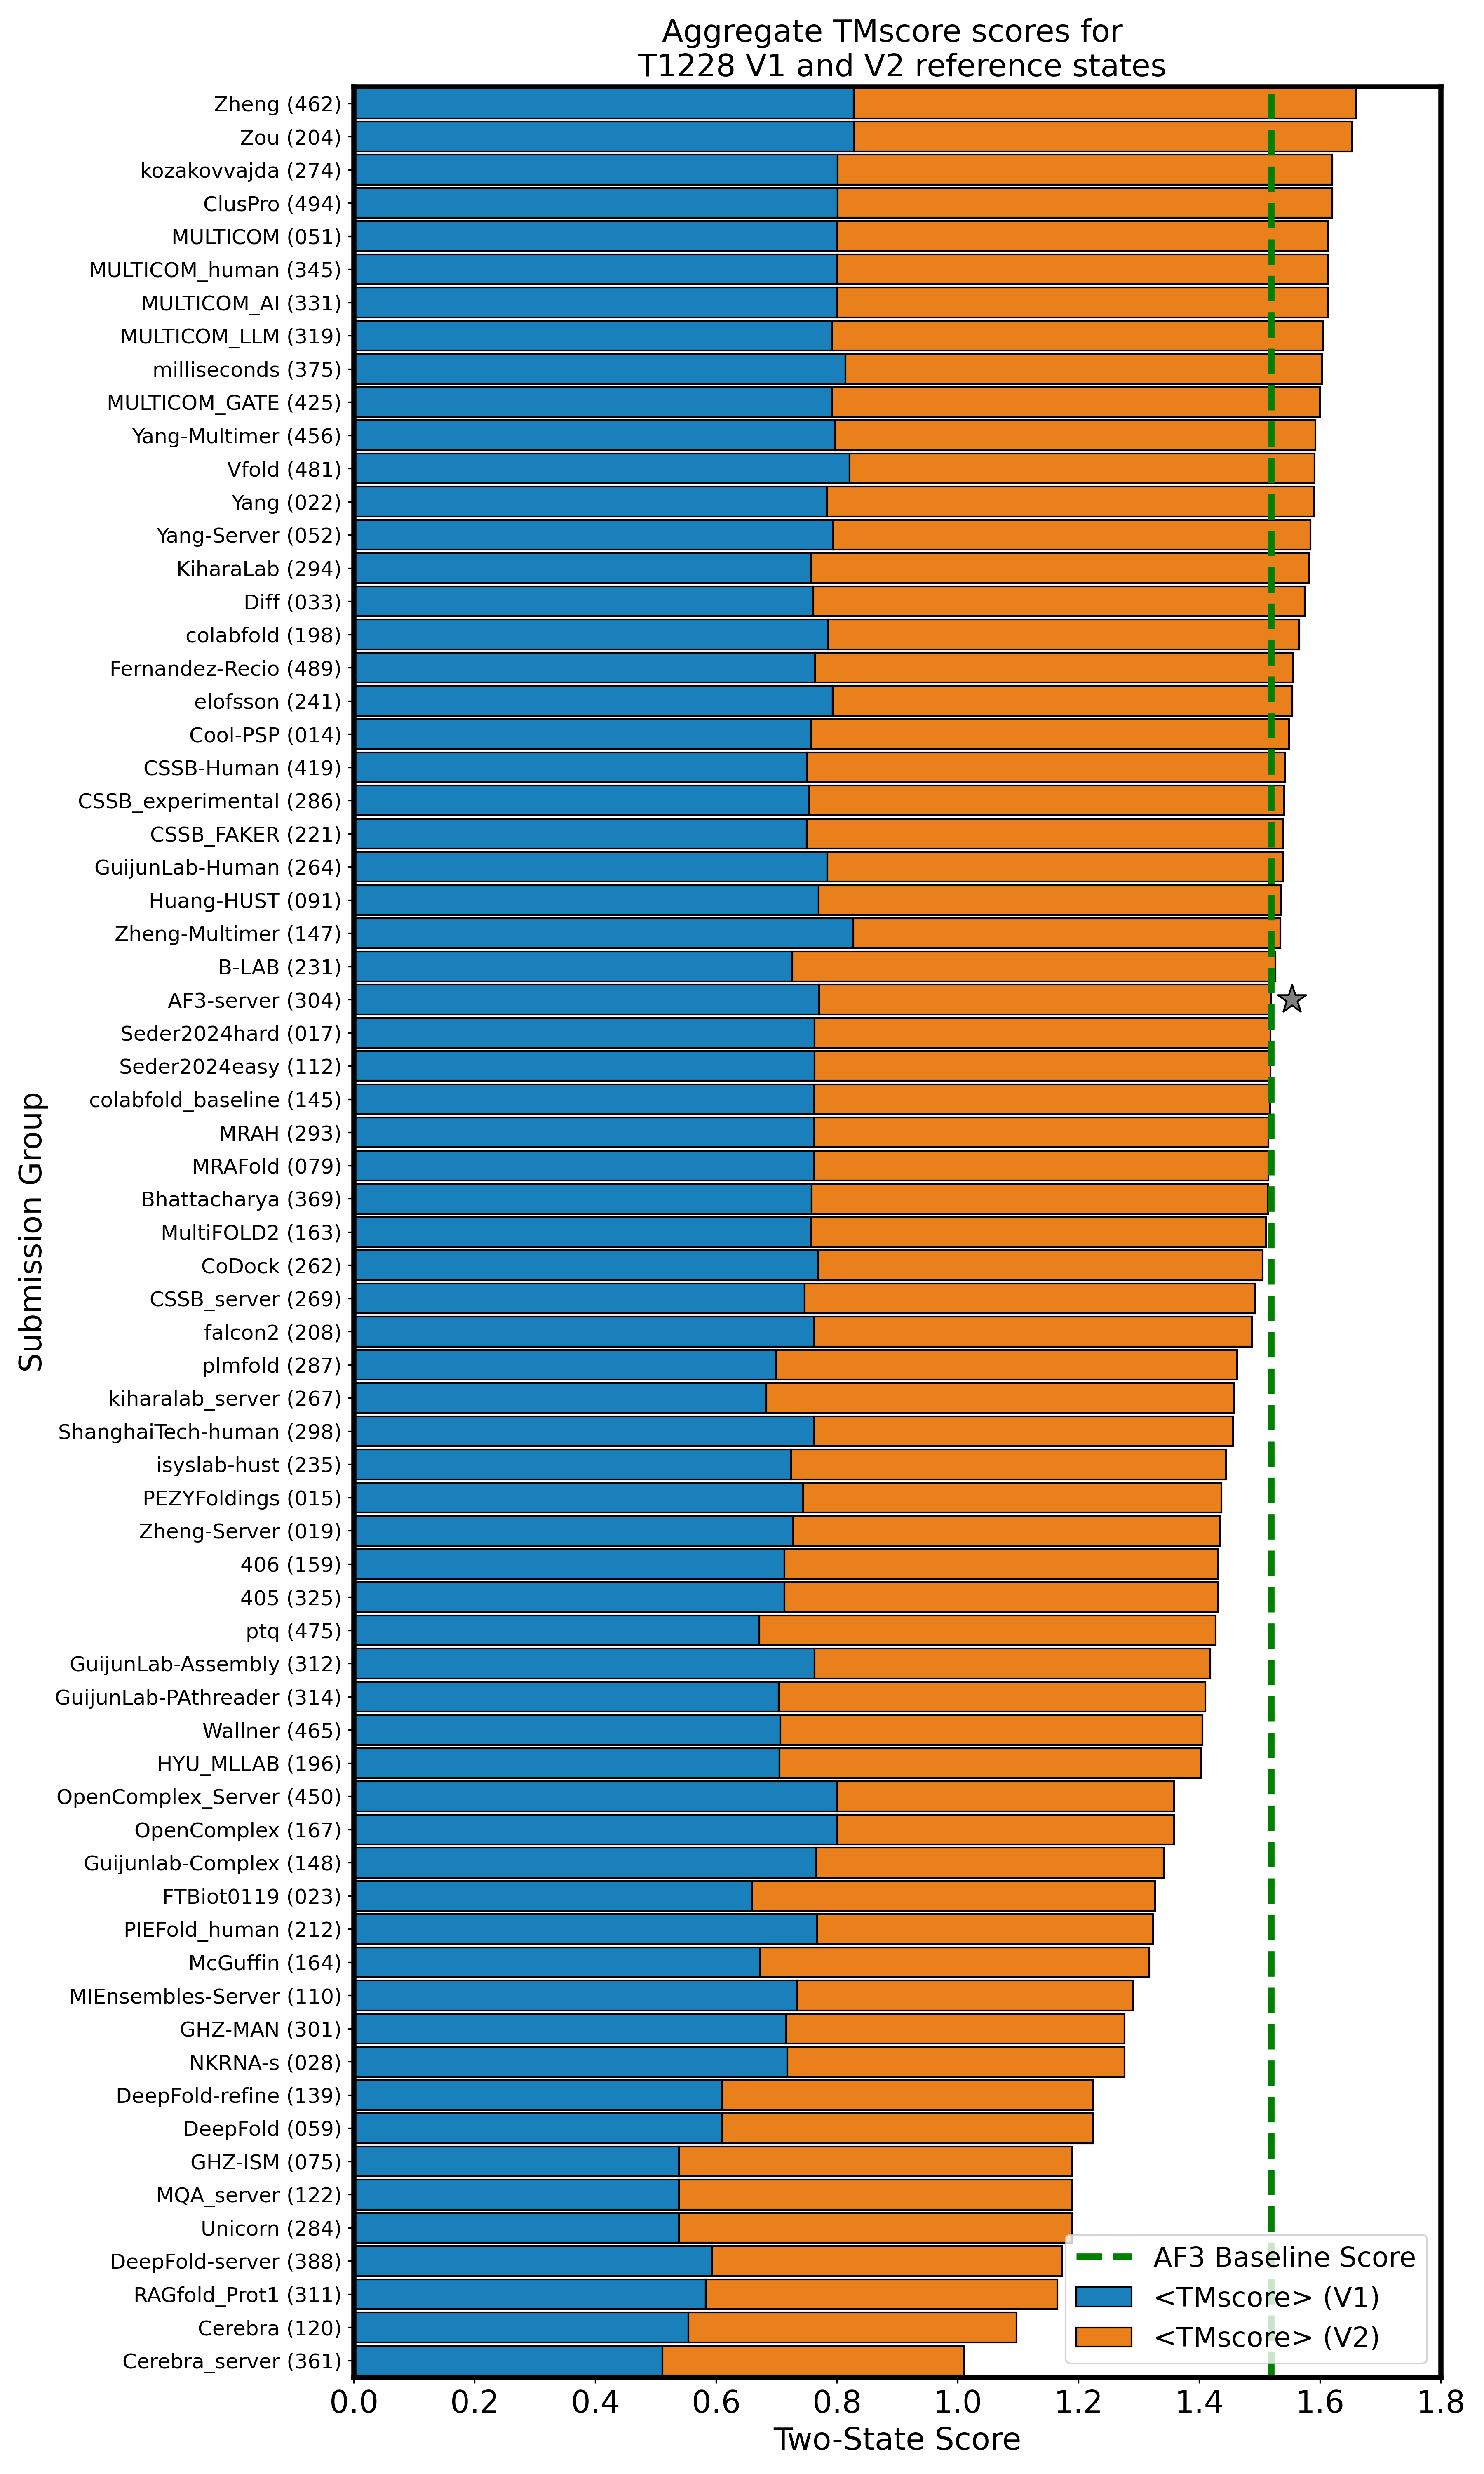 Aggregate TMscore scores for
T1228 V1 and V2 reference states
Zheng (462)
Zou (204)
kozakovvajda (274)
ClusPro (494)
MULTICOM (051)
MULTICOM_human (345)
MULTICOM_AI (331)
MULTICOM_LLM (319)
milliseconds (375)
MULTICOM_GATE (425)
Yang-Multimer (456)
Vfold (481)
Yang (022)
Yang-Server (052)
KiharaLab (294)
Diff (033)
colabfold (198)
Fernandez-Recio (489)
elofsson (241)
Cool-PSP (014)
CSSB-Human (419)
CSSB_experimental (286)
CSSB_FAKER (221)
GuijunLab-Human (264)
Huang-HUST (091)
Zheng-Multimer (147)
B-LAB (231)
AF3-server (304)
Seder2024hard (017)
Seder2024easy (112)
colabfold_baseline (145)
MRAH (293)
MRAFold (079)
Bhattacharya (369)
MultiFOLD2 (163)
CoDock (262)
CSSB_server (269)
falcon2 (208)
plmfold (287)
kiharalab_server (267)
ShanghaiTech-human (298)
isyslab-hust (235)
PEZYFoldings (015)
Zheng-Server (019)
406 (159)
405 (325)
ptq (475)
GuijunLab-Assembly (312)
GuijunLab-PAthreader (314)
Wallner (465)
HYU_MLLAB (196)
OpenComplex_Server (450)
OpenComplex (167)
Guijunlab-Complex (148)
FTBiot0119 (023)
PIEFold_human (212)
McGuffin (164)
MIEnsembles-Server (110)
GHZ-MAN (301)
NKRNA-s (028)
DeepFold-refine (139)
DeepFold (059)
GHZ-ISM (075)
MQA_server (122)
Unicorn (284)
DeepFold-server (388)
RAGfold_Prot1 (311)
Cerebra (120)
Cerebra_server (361)
Submission Group
AF3 Baseline Score
<TMscore> (V1)
<TMscore> (V2)
0.0 0.2 0.4 0.6 0.8 1.0 1.2 1.4 1.6 1.8
Two-State Score